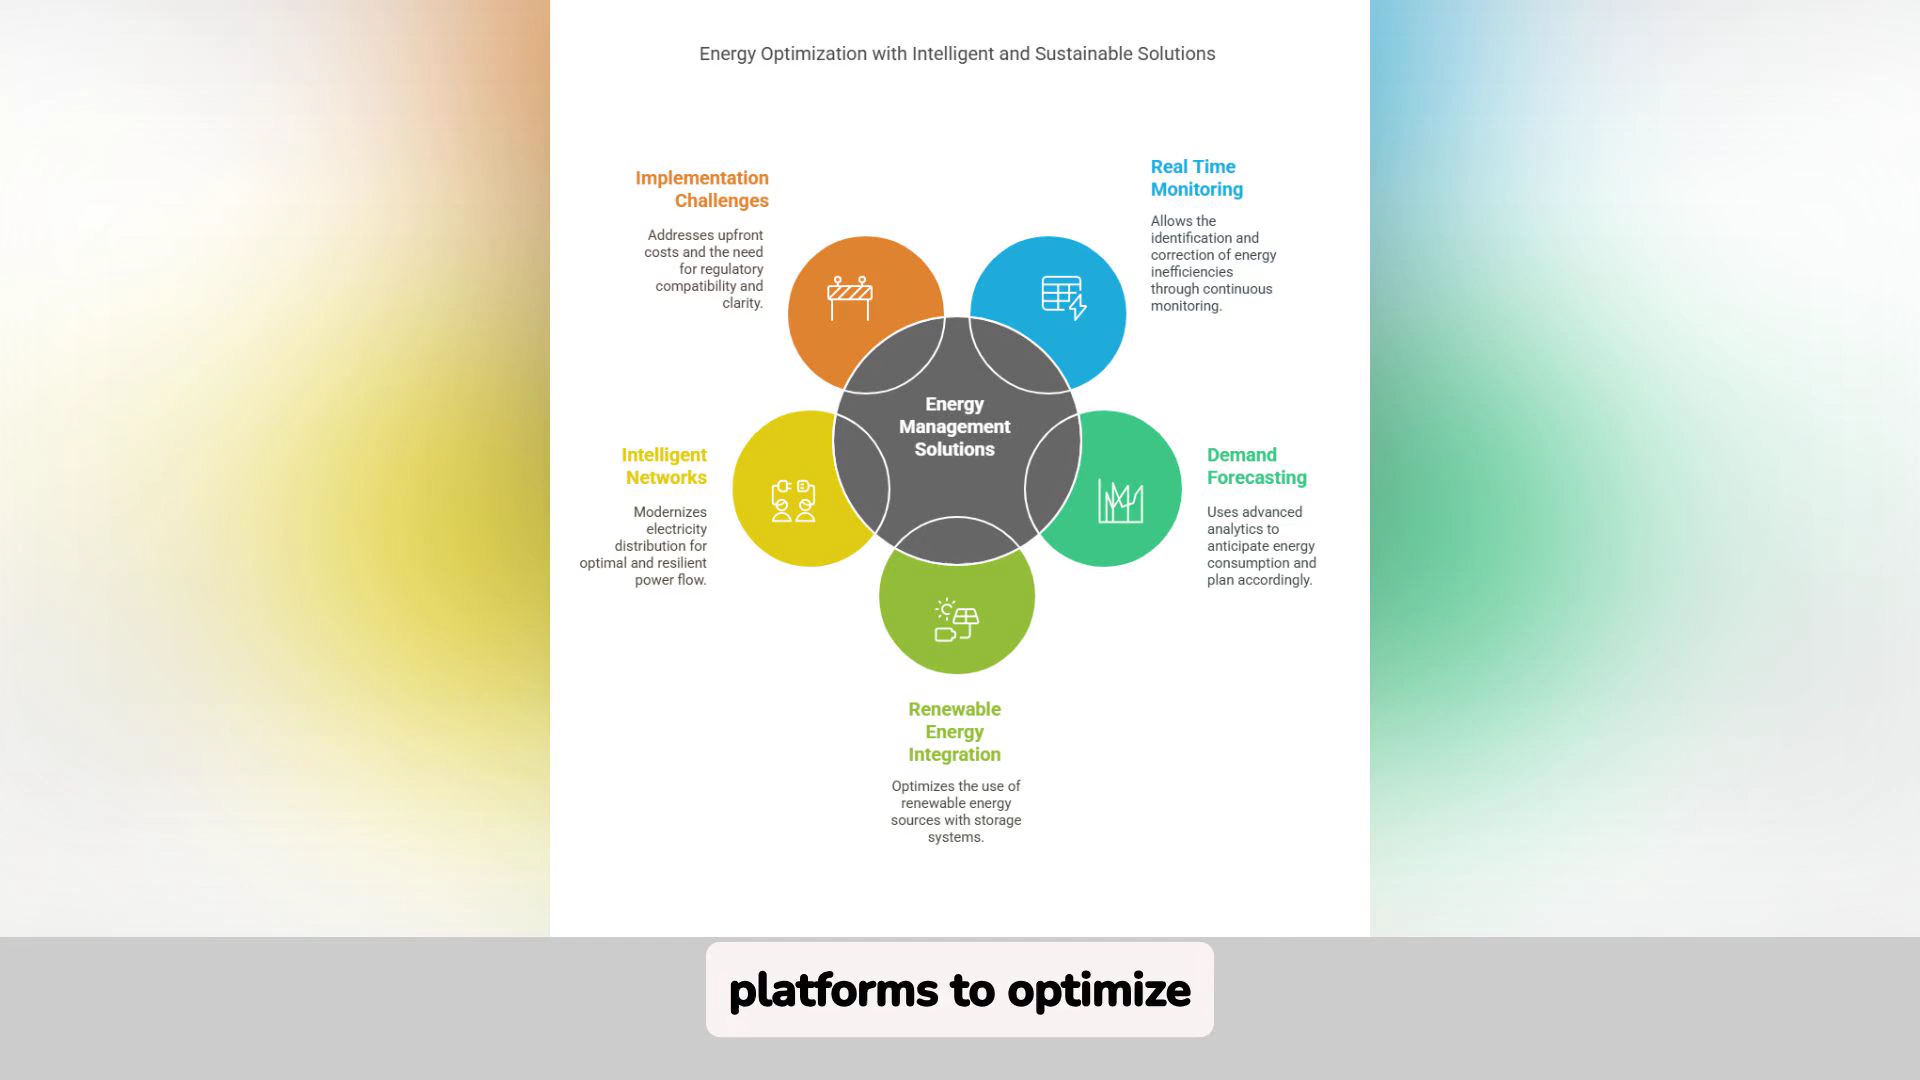 Energy Optimization with Intelligent and Sustainable Solutions
Implementation
Challenges
Addresses upfront
costs and the need
for regulatory
compatibility and
clarity.
Real Time
Monitoring
Allows the
identification and
correction of energy
inefficiencies
through continuous
monitoring.
Energy
Management
Solutions
Intelligent
Networks
Modernizes
electricity
distribution for
optimal and resilient
power flow.
Demand
Forecasting
Uses advanced
analytics to
anticipate energy
consumption and
plan accordingly.
Renewable
Energy
Integration
Optimizes the use of
renewable energy
sources with storage
systems.
platforms to optimize